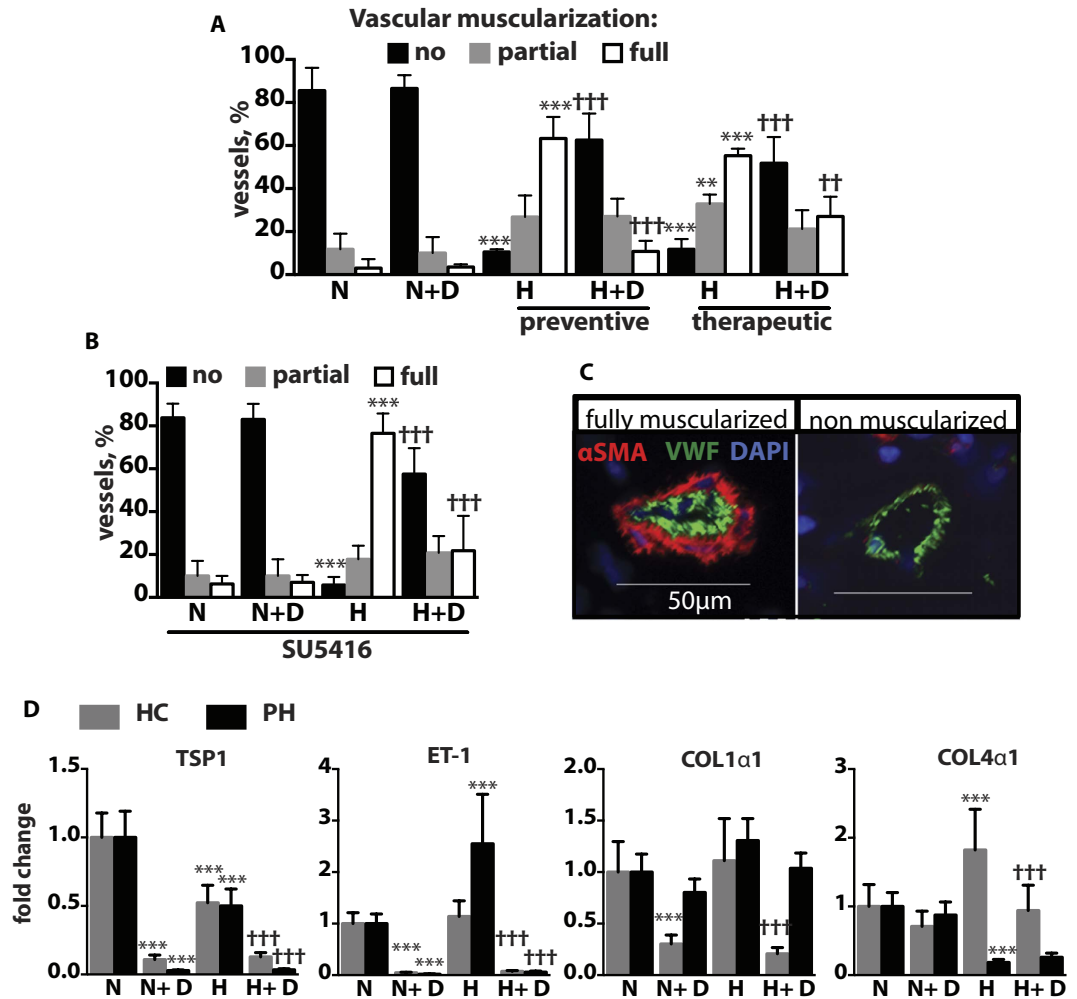 A
Vascular muscularization:
no partial full
100
80
60
40
20
0
vessels, %
*** *** ††† ††† *** ** *** ††† ††
N N+D H H+D H H+D
preventive therapeutic
B
no partial full
100
80
60
40
20
0
vessels, %
*** *** ††† †††
N N+D H H+D
SU5416
C
fully muscularized non muscularized
αSMA VWF DAPI
50μm
D HC PH
TSP1
fold change
1.5
1.0
0.5
0.0
*** *** *** *** ††† †††
N N+ D H H+ D
ET-1
4
3
2
1
0
*** *** *** ††† †††
N N+ D H H+ D
COL1α1
2.0
1.5
1.0
0.5
0.0
*** †††
N N+ D H H+ D
COL4α1
3
2
1
0
*** *** †††
N N+ D H H+ D